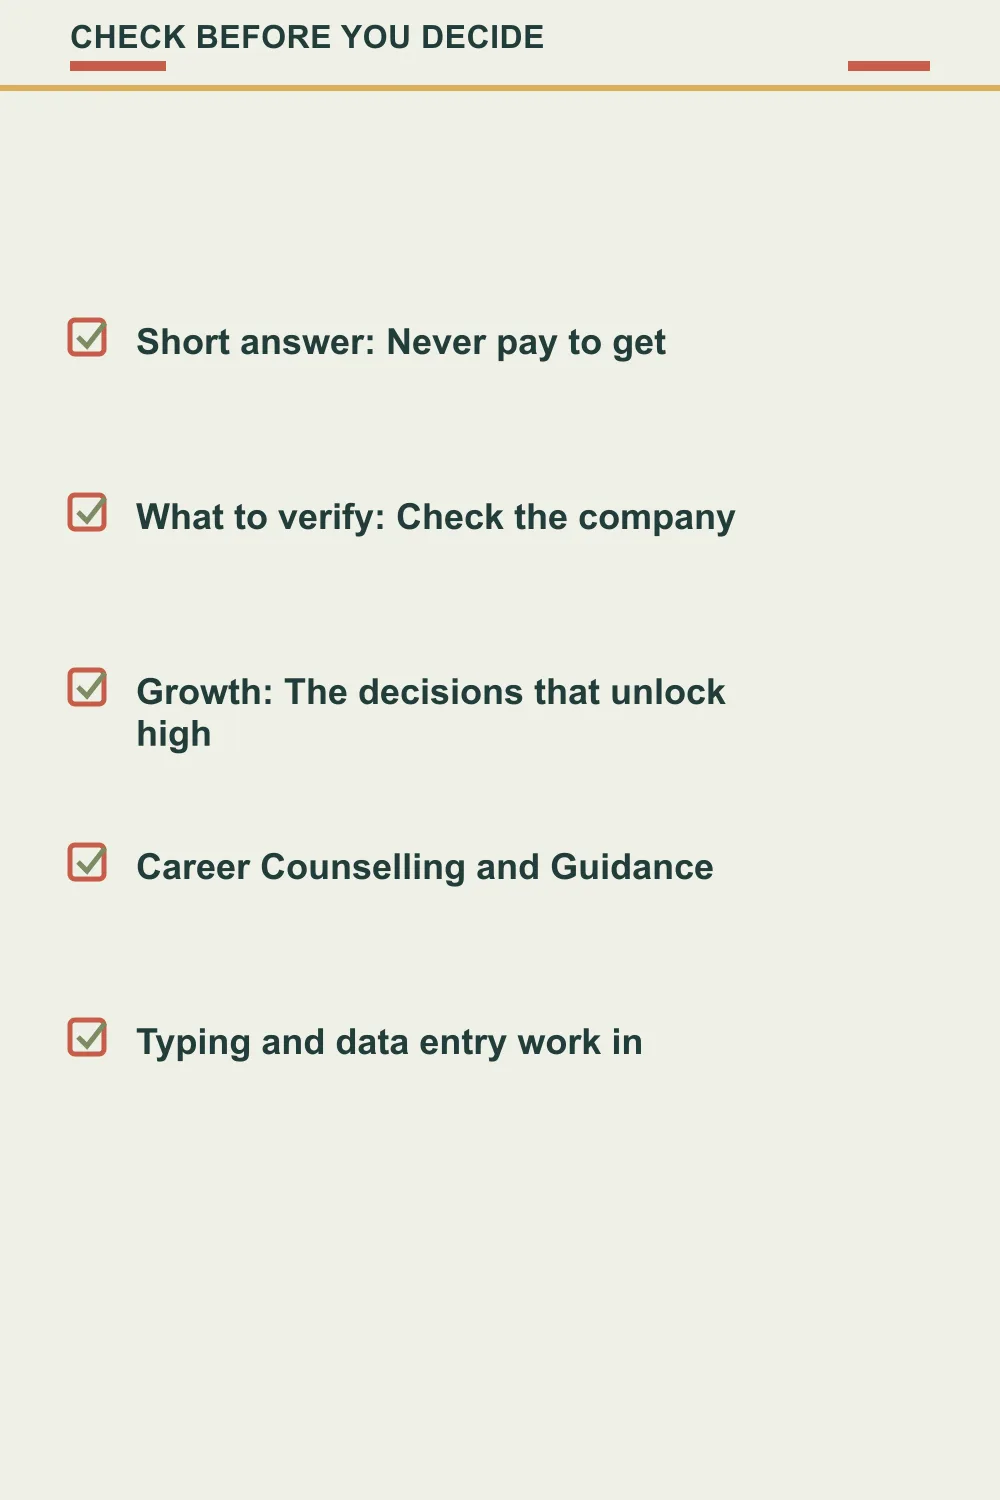 CHECK BEFORE YOU DECIDE
Short answer: Never pay to get
What to verify: Check the company
Growth: The decisions that unlock
high
Career Counselling and Guidance
Typing and data entry work in